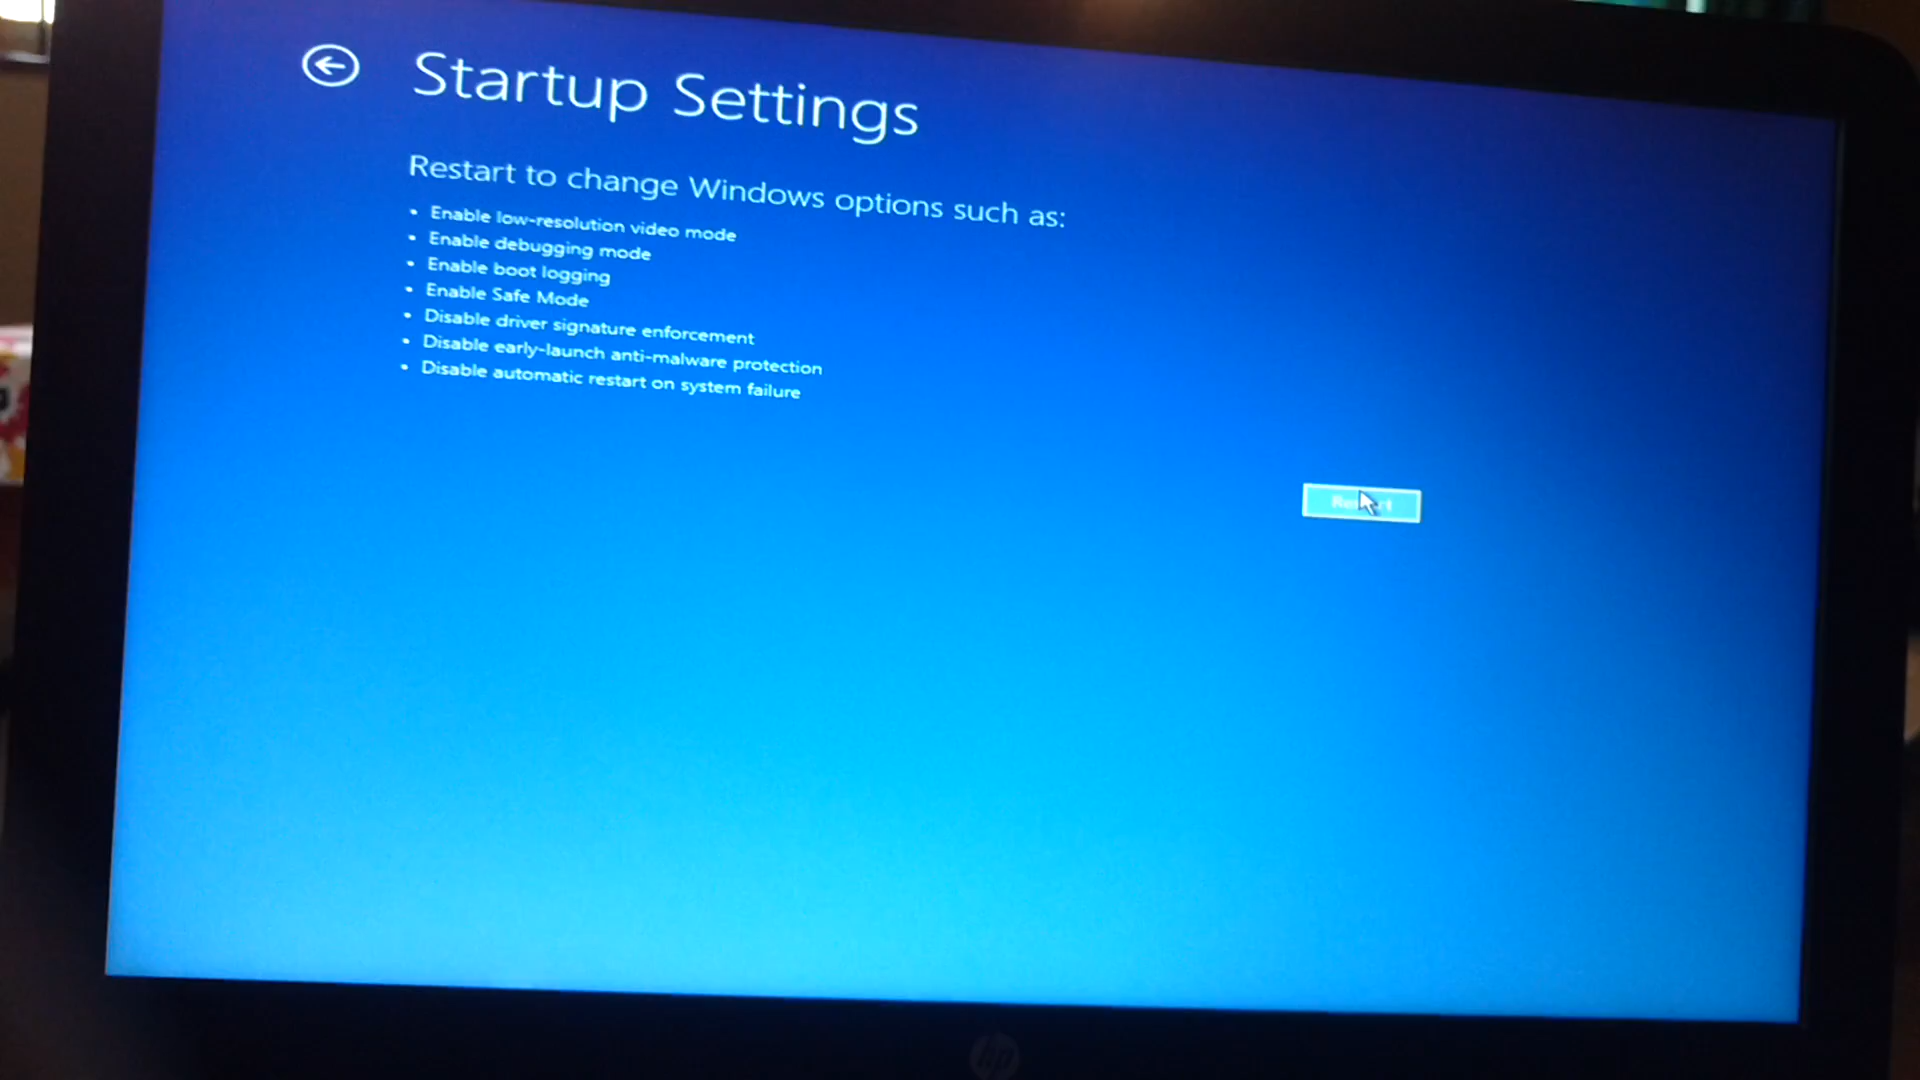 Startup Settings
Restart to change Windows options such as:
• Enable low-resolution video mode
• Enable debugging mode
• Enable boot logging
• Enable Safe Mode
• Disable driver signature enforcement
• Disable early-launch anti-malware protection
• Disable automatic restart on system failure
Restart
hp